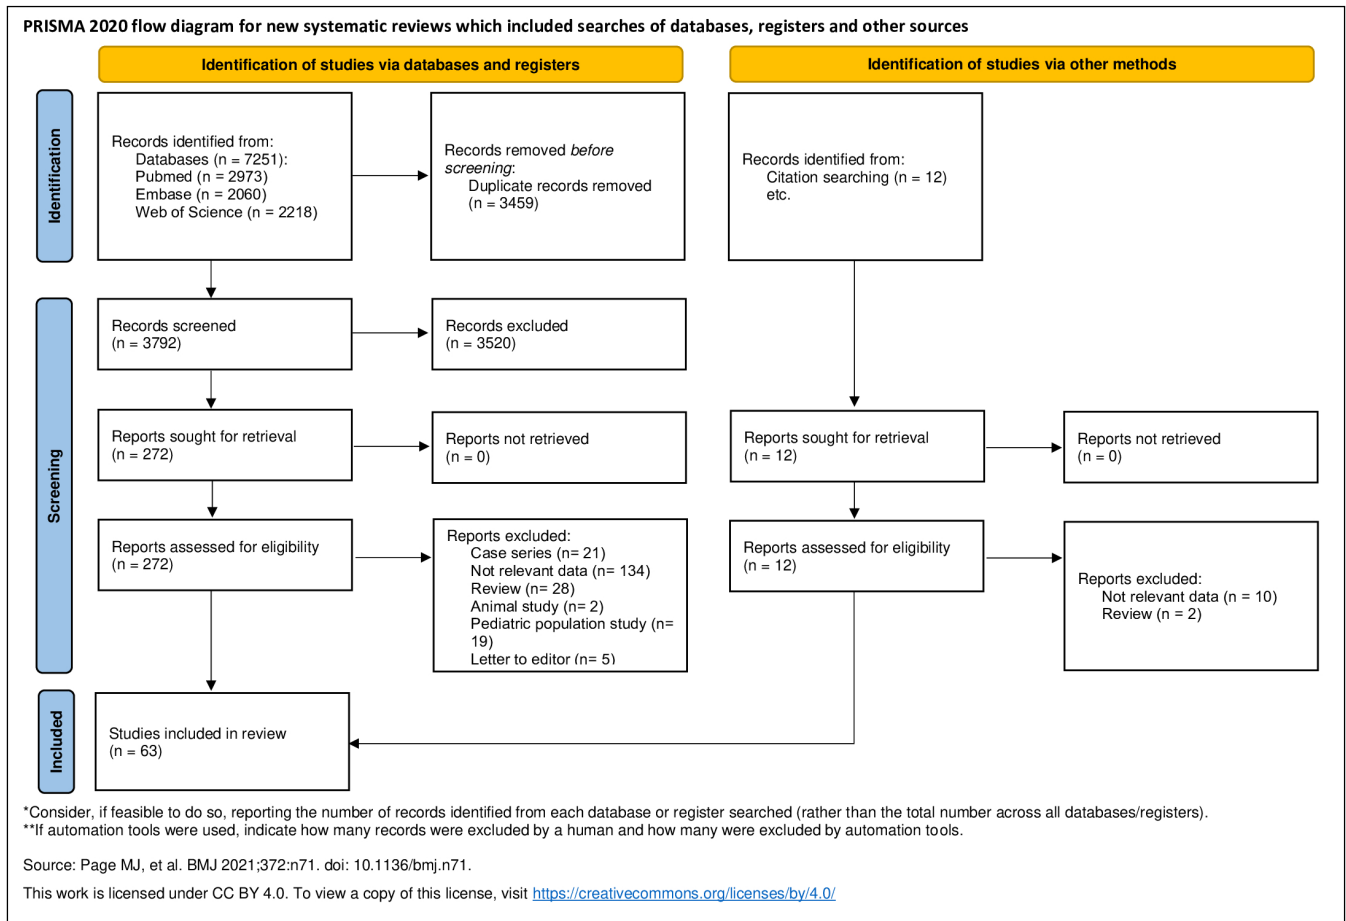 PRISMA 2020 flow diagram for new systematic reviews which included searches of databases, registers and other sources
Identification of studies via databases and registers
Identification of studies via other methods
Identification
Records identified from:
Databases (n = 7251):
Pubmed (n = 2973)
Embase (n = 2060)
Web of Science (n = 2218)
Records removed before
screening:
Duplicate records removed
(n = 3459)
Records identified from:
Citation searching (n = 12)
etc.
Screening
Records screened
(n = 3792)
Records excluded
(n = 3520)
Reports sought for retrieval
(n = 272)
Reports not retrieved
(n = 0)
Reports sought for retrieval
(n = 12)
Reports not retrieved
(n = 0)
Reports assessed for eligibility
(n = 272)
Reports excluded:
Case series (n= 21)
Not relevant data (n= 134)
Review (n= 28)
Animal study (n= 2)
Pediatric population study (n=
19)
Letter to editor (n= 5)
Reports assessed for eligibility
(n = 12)
Reports excluded:
Not relevant data (n = 10)
Review (n = 2)
Included
Studies included in review
(n = 63)
*Consider, if feasible to do so, reporting the number of records identified from each database or register searched (rather than the total number across all databases/registers).
**If automation tools were used, indicate how many records were excluded by a human and how many were excluded by automation tools.
Source: Page MJ, et al. BMJ 2021;372:n71. doi: 10.1136/bmj.n71.
This work is licensed under CC BY 4.0. To view a copy of this license, visit https://creativecommons.org/licenses/by/4.0/